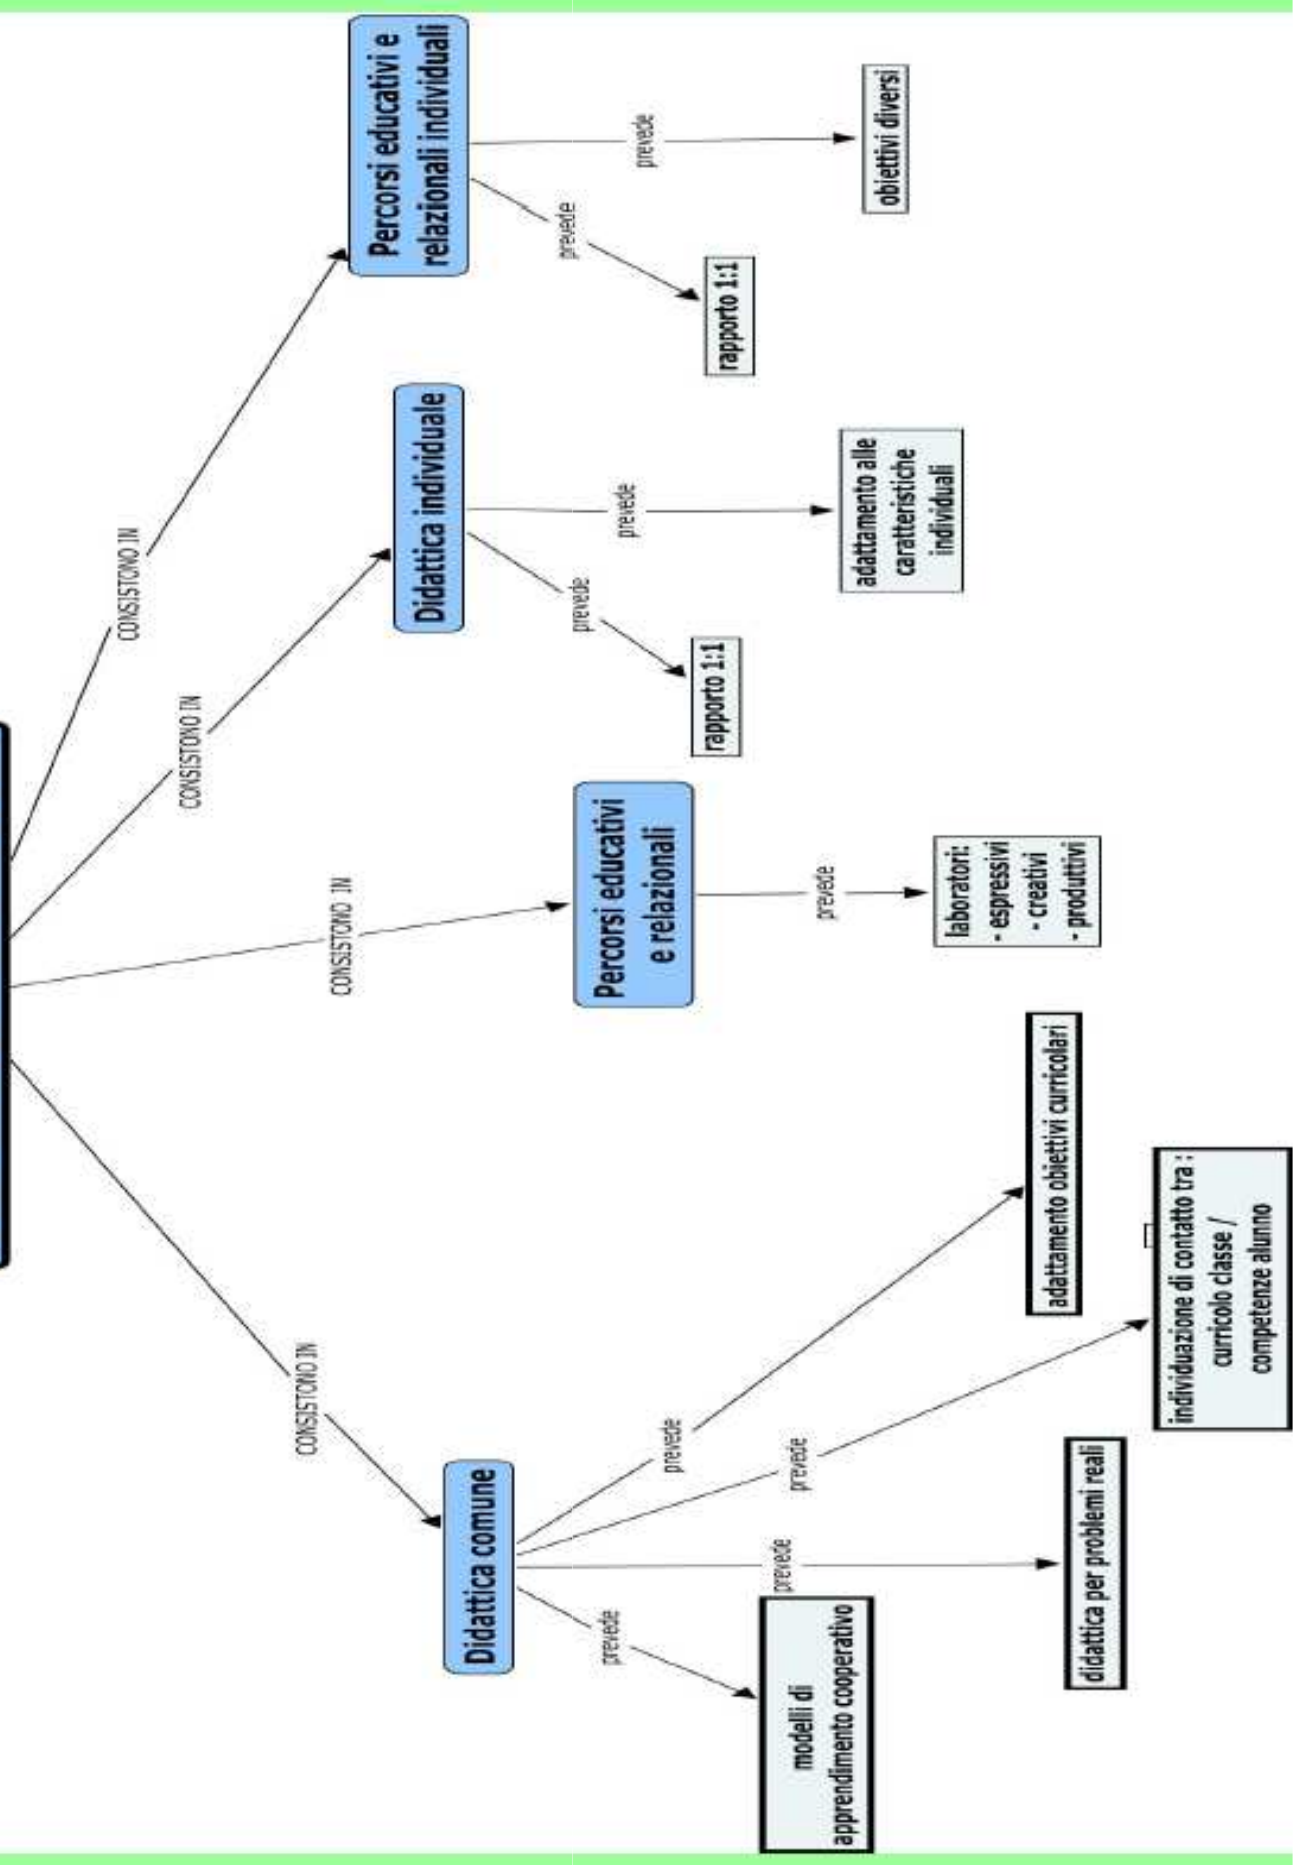 CONSISTONO IN
CONSISTONO IN
CONSISTONO IN
CONSISTONO IN
Didattica comune
prevede
modelli di
apprendimento cooperativo
prevede
didattica per problemi reali
prevede
individuazione di contatto tra :
curricolo classe /
competenze alunno
prevede
adattamento obiettivi curricolari
Percorsi educativi
e relazionali
prevede
laboratori:
- espressivi
- creativi
- produttivi
Didattica individuale
prevede
rapporto 1:1
prevede
adattamento alle
caratteristiche
individuali
Percorsi educativi e
relazionali individuali
prevede
rapporto 1:1
prevede
obiettivi diversi